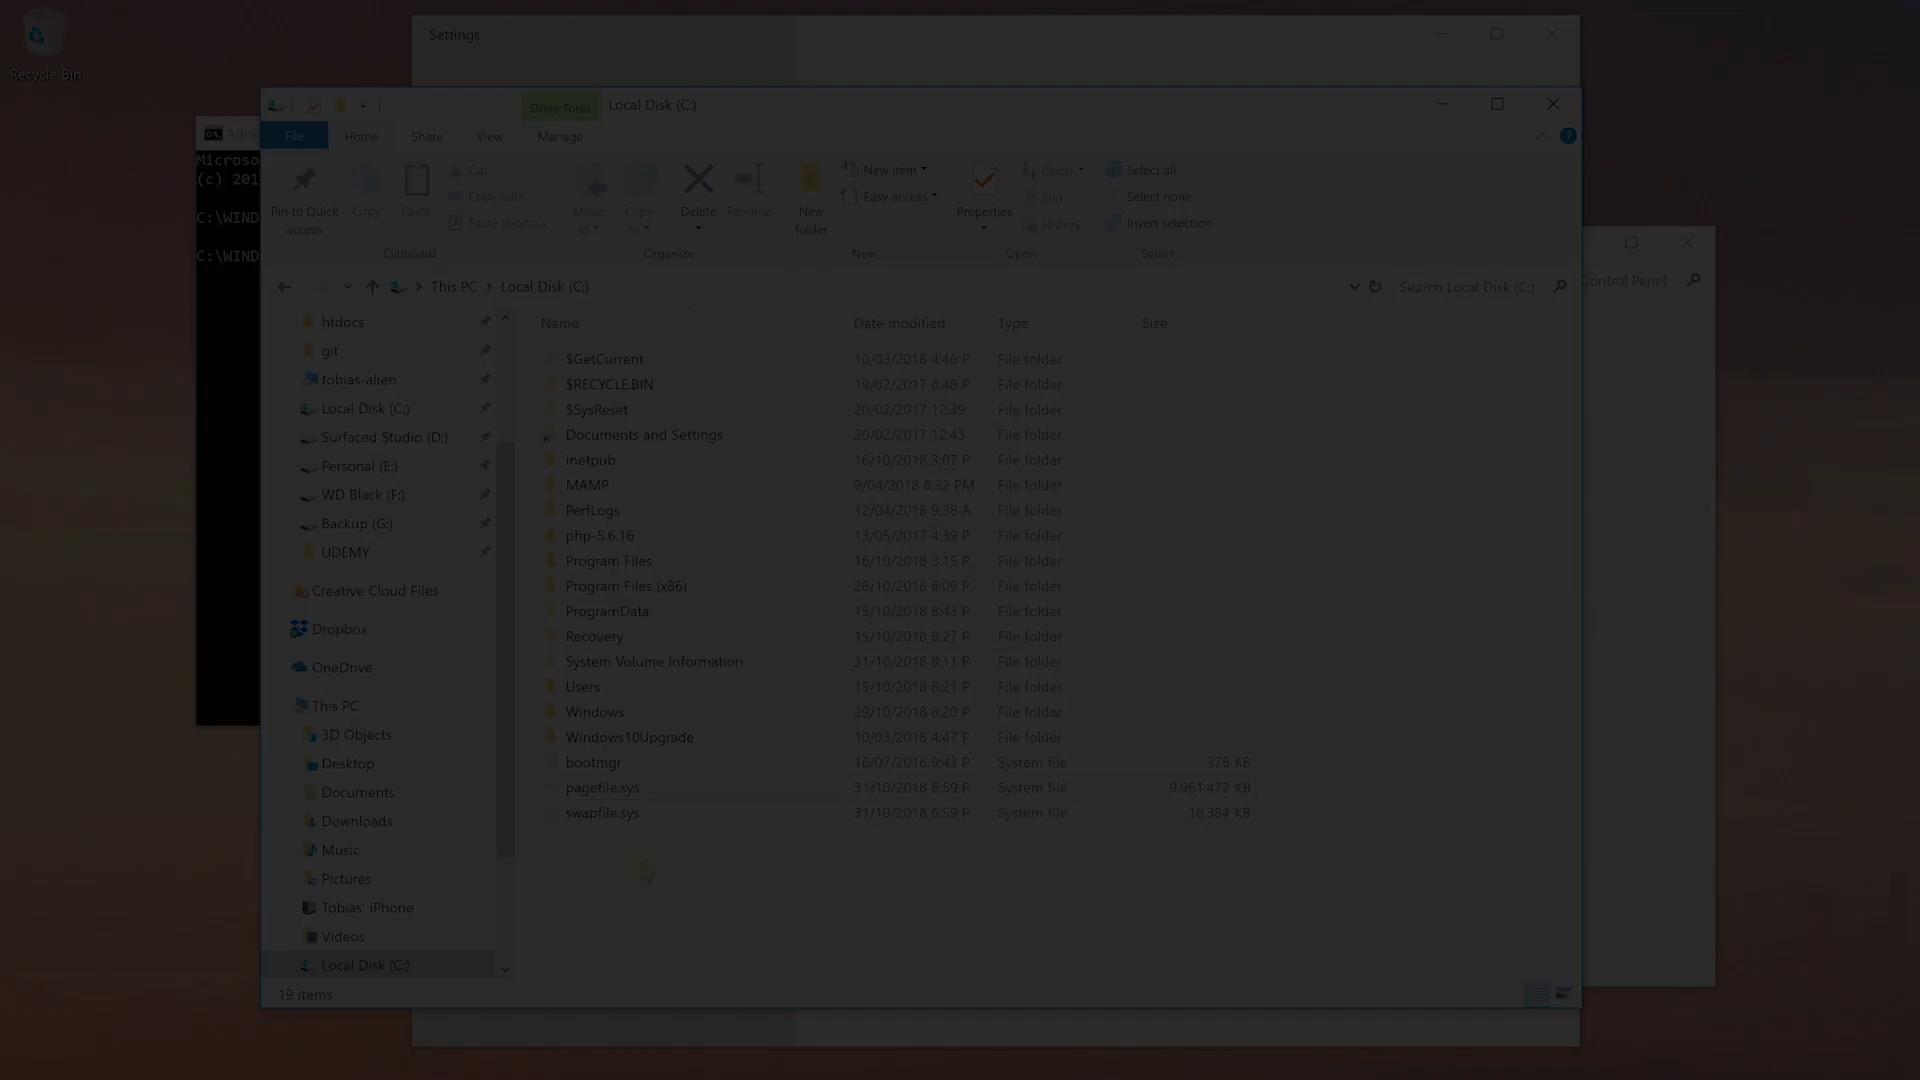 Settings
Recycle Bin
Drive Tools
Local Disk (C:)
File
Home
Share
View
Manage
Microso
(c) 201
C:\WIND
C:\WIND
Pin to Quick
access
Copy
Paste
Cut
Copy path
Paste shortcut
Clipboard
Move
to
Copy
to
Delete
Rename
Organize
New
folder
New item
Easy access
New
Properties
Open
Edit
History
Open
Select all
Select none
Invert selection
Select
This PC
Local Disk (C:)
Search Local Disk (C:)
Control Panel
htdocs
git
tobias-alien
Local Disk (C:)
Surfaced Studio (D:)
Personal (E:)
WD Black (F:)
Backup (G:)
UDEMY
Creative Cloud Files
Dropbox
OneDrive
This PC
3D Objects
Desktop
Documents
Downloads
Music
Pictures
Tobias' iPhone
Videos
Local Disk (C:)
Name Date modified Type Size
$GetCurrent 10/03/2018 4:46 P File folder
$RECYCLE.BIN 19/02/2017 6:48 P File folder
$SysReset 20/02/2017 12:39 File folder
Documents and Settings 20/02/2017 12:43 File folder
inetpub 16/10/2018 3:07 P File folder
MAMP 9/04/2018 8:32 PM File folder
PerfLogs 12/04/2018 9:38 A File folder
php-5.6.16 13/05/2017 4:39 P File folder
Program Files 16/10/2018 3:15 P File folder
Program Files (x86) 28/10/2018 6:09 P File folder
ProgramData 15/10/2018 8:43 P File folder
Recovery 15/10/2018 8:27 P File folder
System Volume Information 31/10/2018 8:11 P File folder
Users 15/10/2018 8:21 P File folder
Windows 29/10/2018 8:20 P File folder
Windows10Upgrade 10/03/2018 4:47 P File folder
bootmgr 16/07/2016 9:43 P System file 376 KB
pagefile.sys 31/10/2018 6:59 P System file 9,961,472 KB
swapfile.sys 31/10/2018 6:59 P System file 16,384 KB
19 items